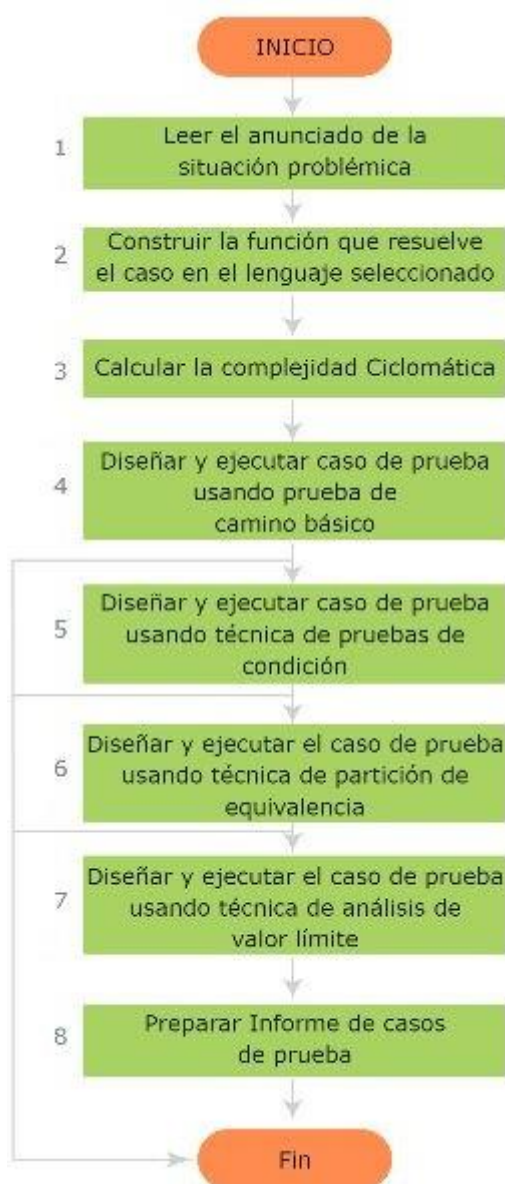 INICIO
1
Leer el anunciado de la
situación problémica
2
Construir la función que resuelve
el caso en el lenguaje seleccionado
3
Calcular la complejidad Ciclomática
4
Diseñar y ejecutar caso de prueba
usando prueba de
camino básico
5
Diseñar y ejecutar caso de prueba
usando técnica de pruebas de
condición
6
Diseñar y ejecutar el caso de prueba
usando técnica de partición de
equivalencia
7
Diseñar y ejecutar el caso de prueba
usando técnica de análisis de
valor límite
8
Preparar Informe de casos
de prueba
Fin